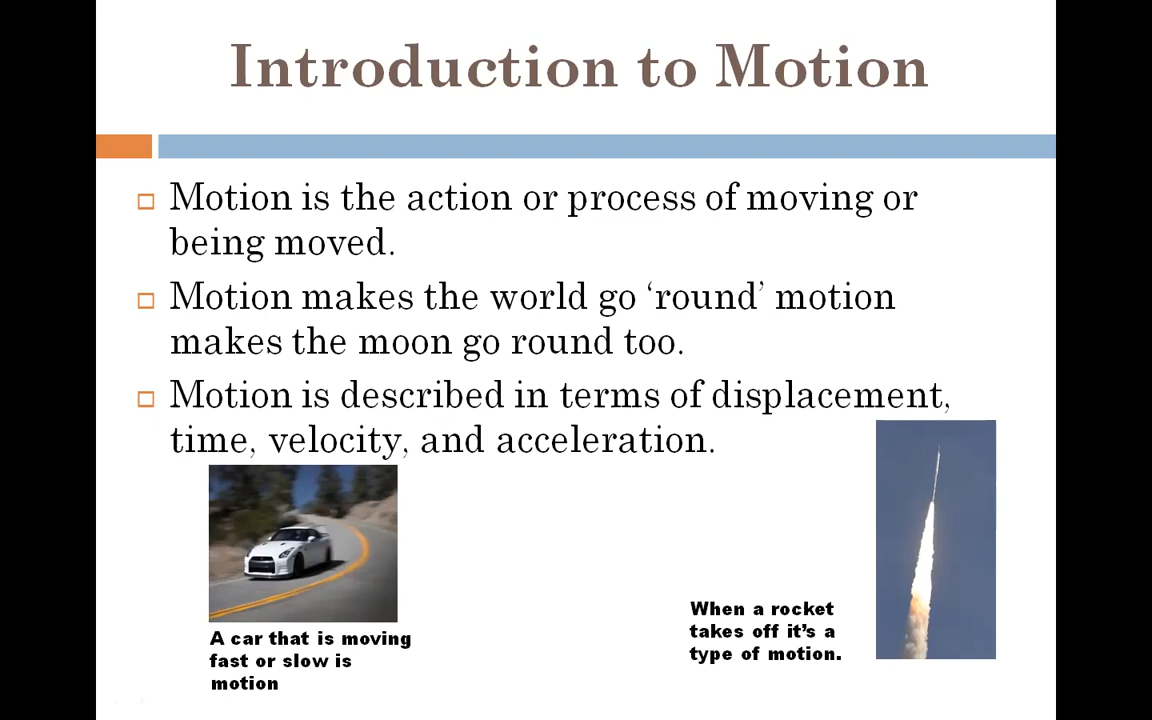 Introduction to Motion
Motion is the action or process of moving or
being moved.
Motion makes the world go ‘round’ motion
makes the moon go round too.
Motion is described in terms of displacement,
time, velocity, and acceleration.
A car that is moving
fast or slow is
motion
When a rocket
takes off it’s a
type of motion.